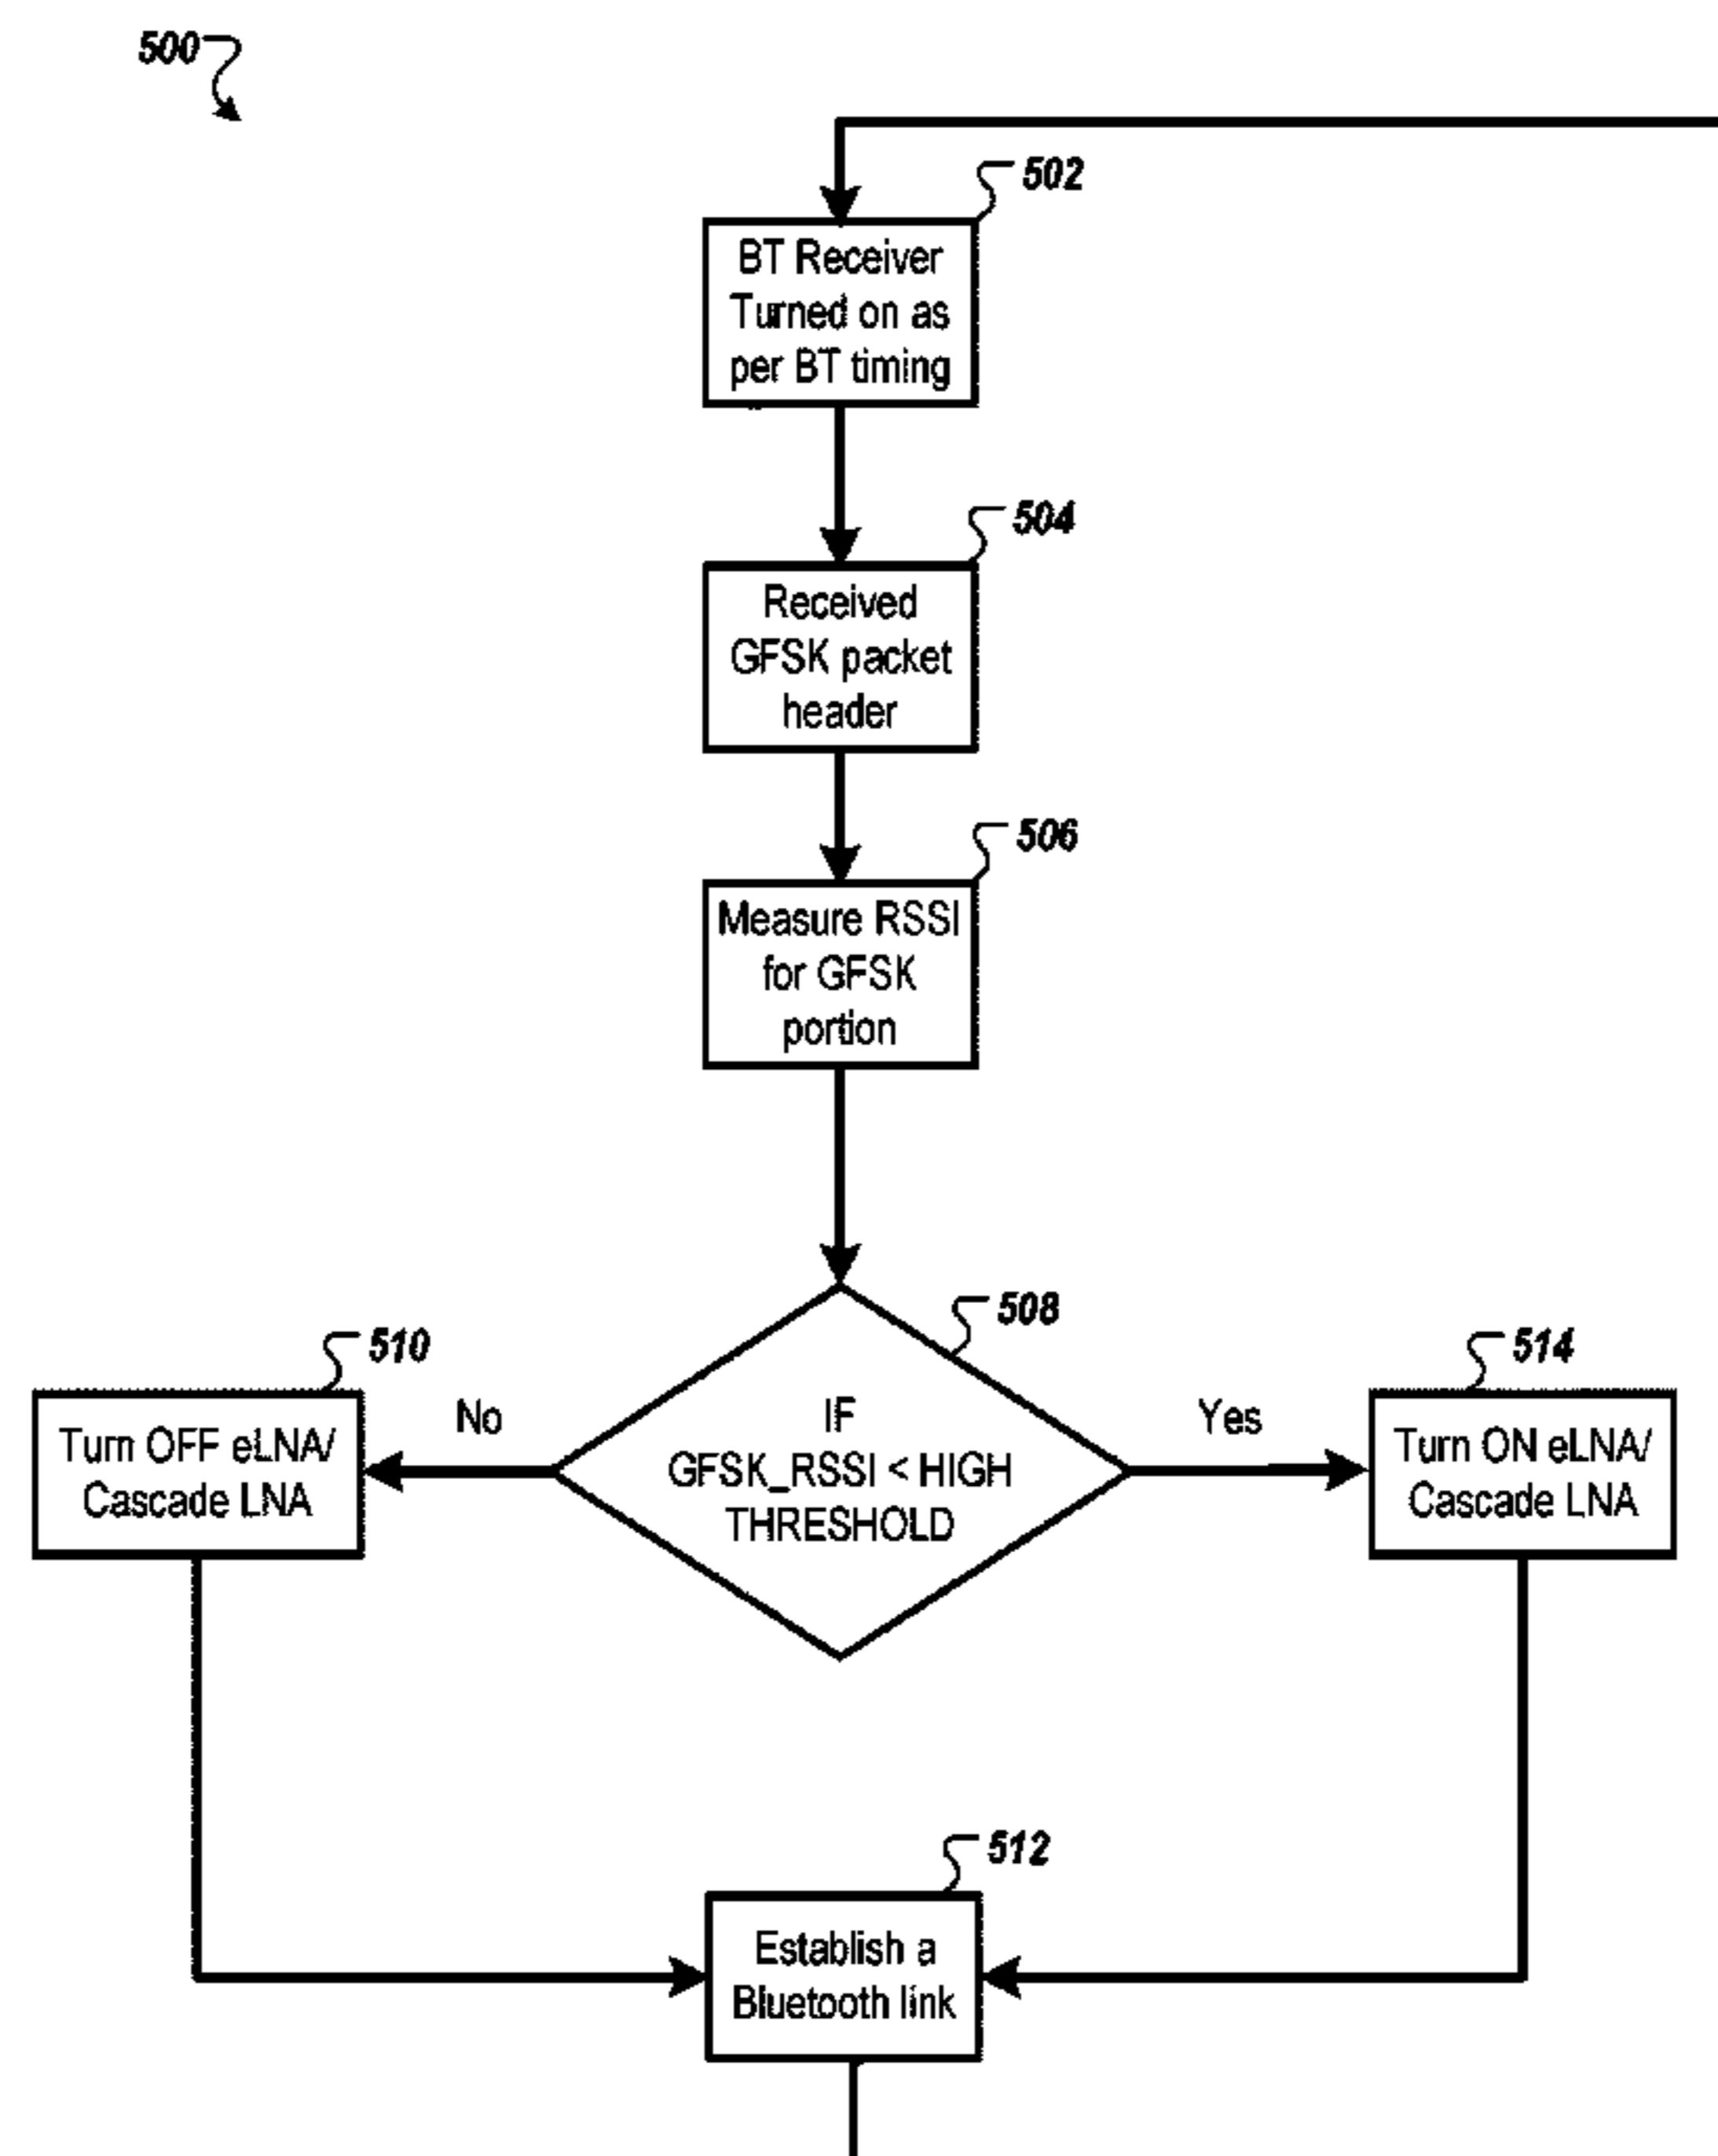 500
502
BT Receiver
Turned on as
per BT timing
504
Received
GFSK packet
header
506
Measure RSSI
for GFSK
portion
508
IF
GFSK_RSSI < HIGH
THRESHOLD
No
Yes
510
Turn OFF eLNA/
Cascade LNA
514
Turn ON eLNA/
Cascade LNA
512
Establish a
Bluetooth link